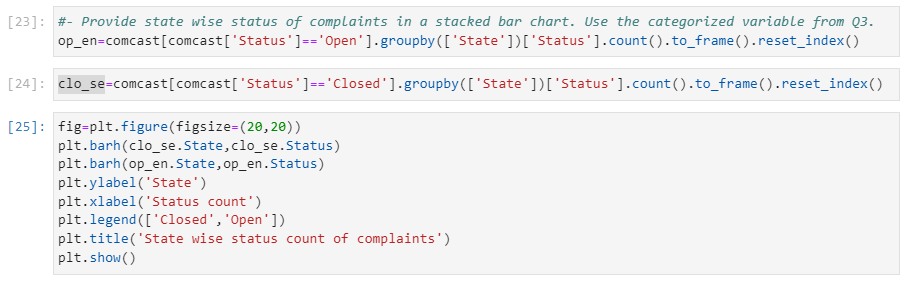 [23]: #- Provide state wise status of complaints in a stacked bar chart. Use the categorized variable from Q3.
op_en=comcast[comcast['Status']=='Open'].groupby(['State'])['Status'].count().to_frame().reset_index()
[24]: clo_se=comcast[comcast['Status']=='Closed'].groupby(['State'])['Status'].count().to_frame().reset_index()
[25]: fig=plt.figure(figsize=(20,20))
plt.barh(clo_se.State,clo_se.Status)
plt.barh(op_en.State,op_en.Status)
plt.ylabel('State')
plt.xlabel('Status count')
plt.legend(['Closed','Open'])
plt.title('State wise status count of complaints')
plt.show()